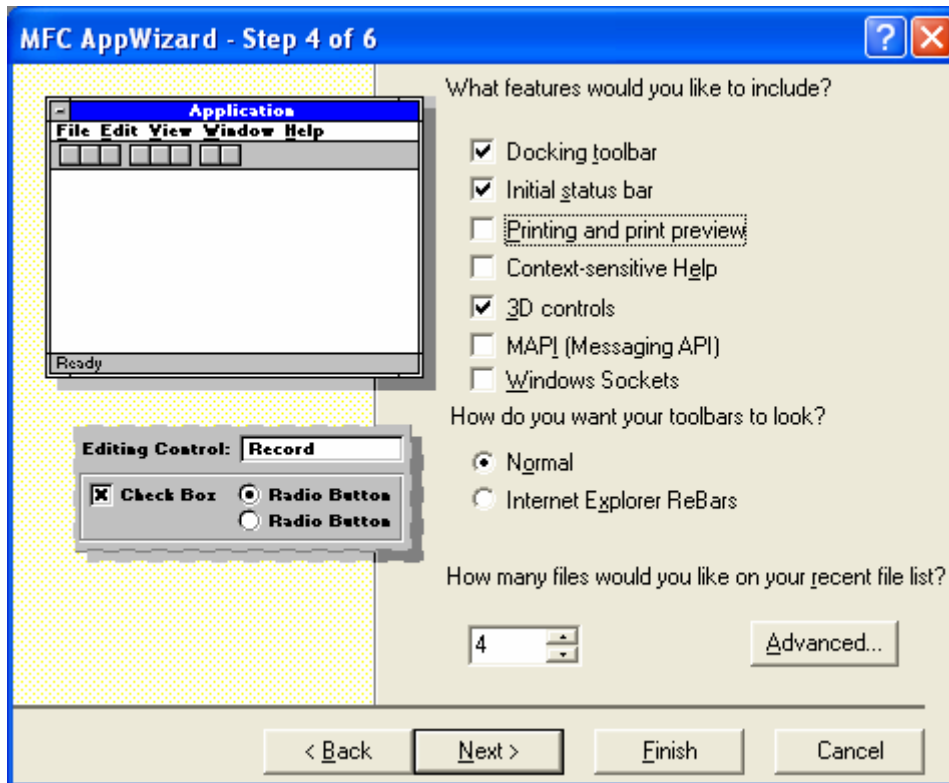 MFC AppWizard - Step 4 of 6
Application
File Edit View Window Help
Ready
Editing Control: Record
Check Box Radio Button
Radio Button
What features would you like to include?
Docking toolbar
Initial status bar
Printing and print preview
Context-sensitive Help
3D controls
MAPI (Messaging API)
Windows Sockets
How do you want your toolbars to look?
Normal
Internet Explorer ReBars
How many files would you like on your recent file list?
4
Advanced...
< Back Next > Finish Cancel